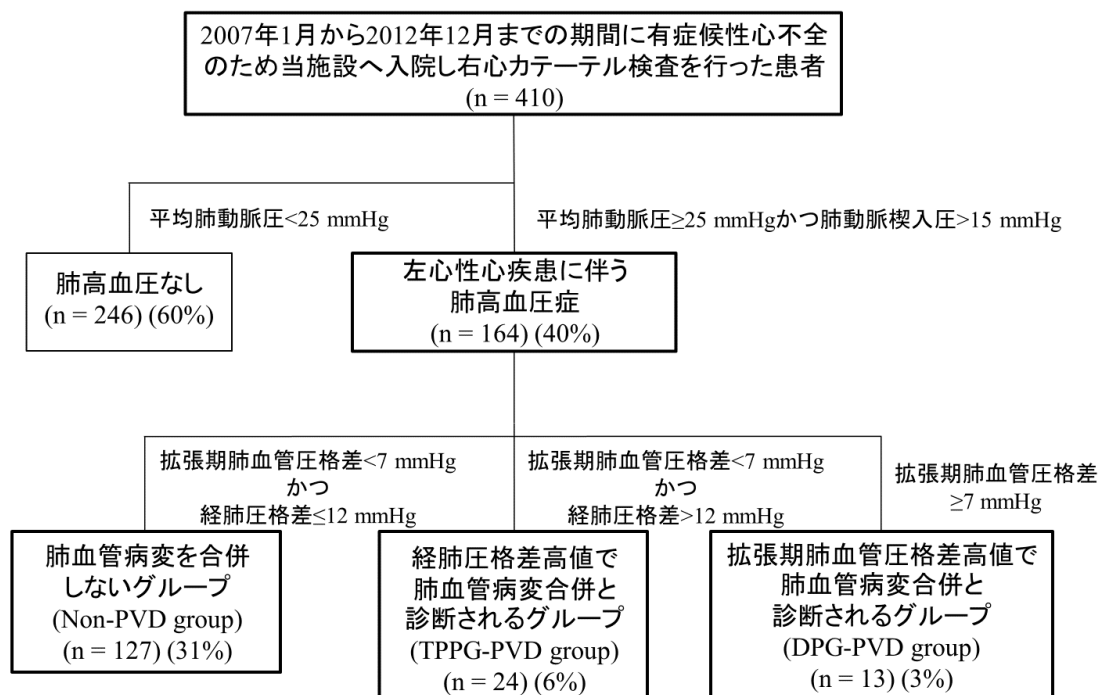 2007年1月から2012年12月までの期間に有症候性心不全
のため当施設へ入院し右心カテーテル検査を行った患者
(n = 410)
平均肺動脈圧<25 mmHg
平均肺動脈圧≥25 mmHgかつ肺動脈楔入圧>15 mmHg
肺高血圧なし
(n = 246) (60%)
左心性心疾患に伴う
肺高血圧症
(n = 164) (40%)
拡張期肺血管圧格差<7 mmHg
かつ
経肺圧格差≤12 mmHg
拡張期肺血管圧格差<7 mmHg
かつ
経肺圧格差>12 mmHg
拡張期肺血管圧格差
≥7 mmHg
肺血管病変を合併
しないグループ
(Non-PVD group)
(n = 127) (31%)
経肺圧格差高値で
肺血管病変合併と
診断されるグループ
(TPPG-PVD group)
(n = 24) (6%)
拡張期肺血管圧格差高値で
肺血管病変合併と
診断されるグループ
(DPG-PVD group)
(n = 13) (3%)